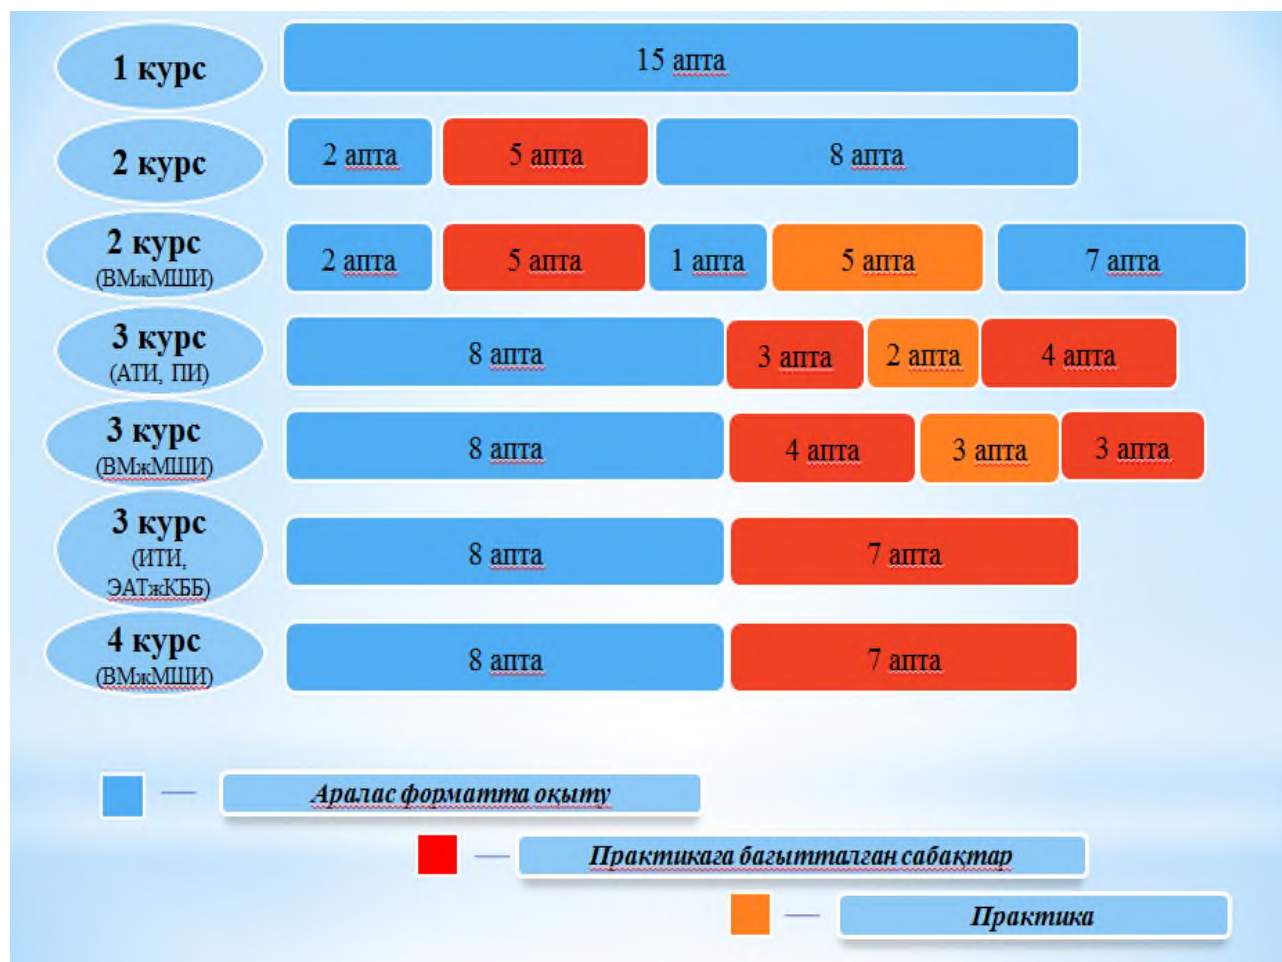 1 курс
15 апта
2 курс
2 апта
5 апта
8 апта
2 курс
(ВМжМШИ)
2 апта
5 апта
1 апта
5 апта
7 апта
3 курс
(АТИ, ПИ)
8 апта
3 апта
2 апта
4 апта
3 курс
(ВМжМШИ)
8 апта
4 апта
3 апта
3 апта
3 курс
(ИТИ,
ЭАТжКББ)
8 апта
7 апта
4 курс
(ВМжМШИ)
8 апта
7 апта
Аралас форматта оқыту
Практикаға бағытталған сабақтар
Практика